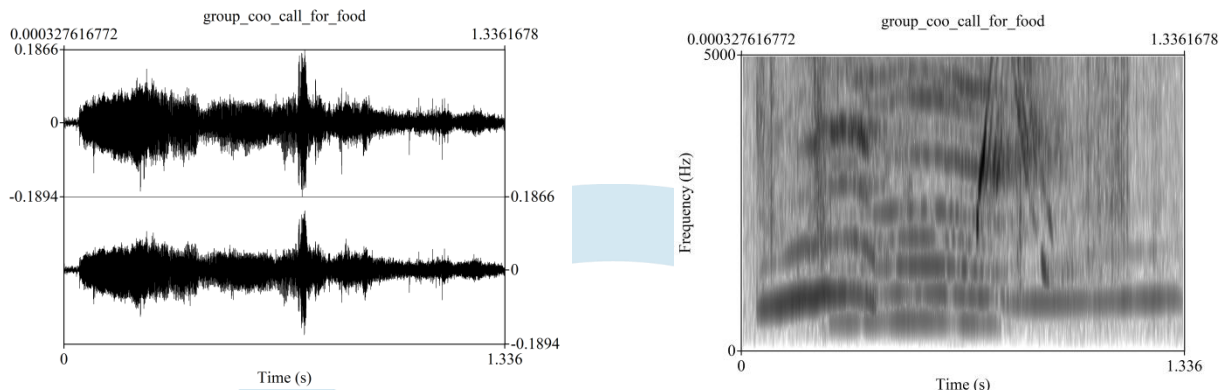 group_coo_call_for_food
0.000327616772 1.3361678
0.1866
0
-0.1894 0.1866
0
-0.1894
0 1.336
Time (s)
group_coo_call_for_food
0.000327616772 1.3361678
5000
Frequency (Hz)
0
0 1.336
Time (s)